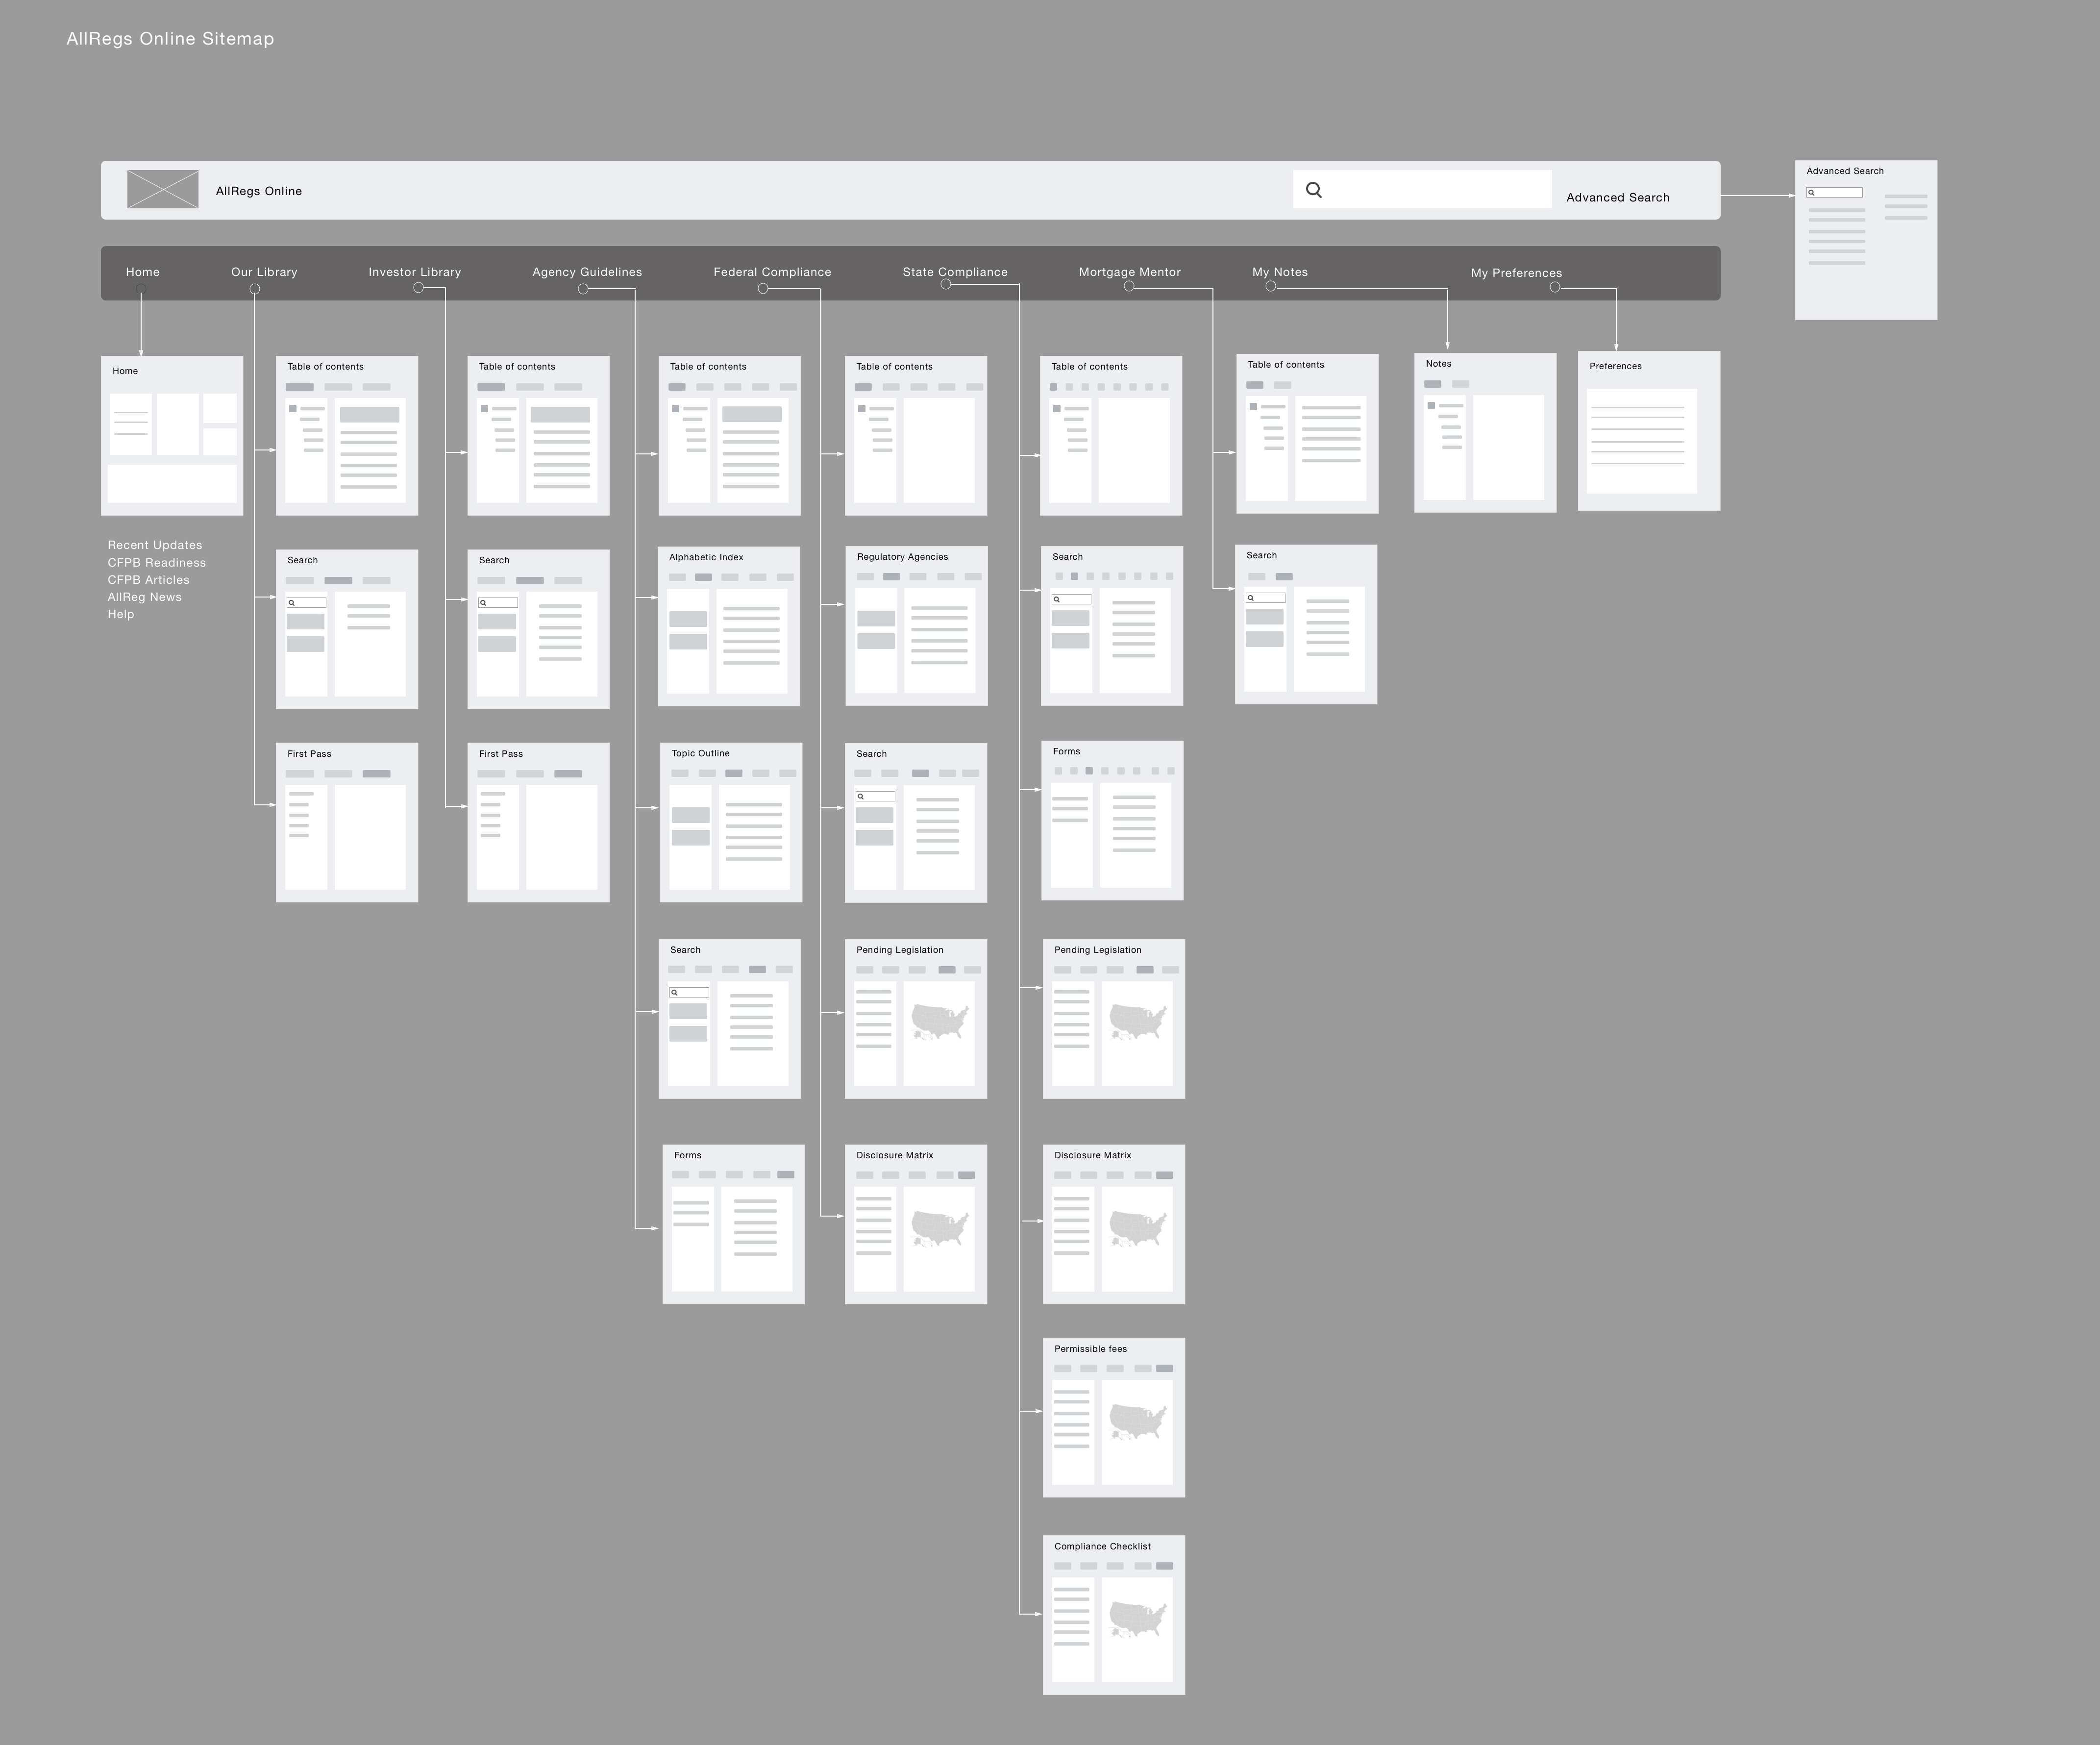 AllRegs Online Sitemap
AllRegs Online
Advanced Search
Advanced Search
Home
Our Library
Investor Library
Agency Guidelines
Federal Compliance
State Compliance
Mortgage Mentor
My Notes
My Preferences
Home
Table of contents
Table of contents
Table of contents
Table of contents
Table of contents
Table of contents
Notes
Preferences
Recent Updates
CFPB Readiness
CFPB Articles
AllReg News
Help
Search
Search
Alphabetic Index
Regulatory Agencies
Search
Search
First Pass
First Pass
Topic Outline
Search
Forms
Search
Pending Legislation
Pending Legislation
Forms
Disclosure Matrix
Disclosure Matrix
Permissible fees
Compliance Checklist